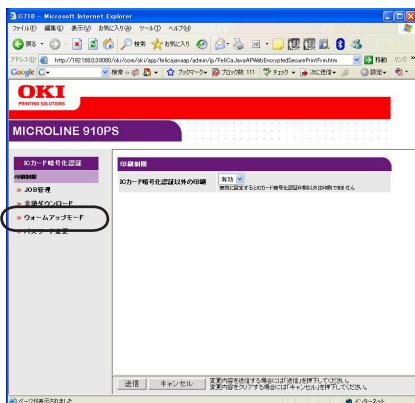 C710 - Microsoft Internet Explorer
ファイル(F) 編集(E) 表示(V) お気に入り(A) ツール(T) ヘルプ(H)
戻る 検索 お気に入り
アドレス(D) http://192.168.0.3:8080/oki/com/oki/app/felicajavaap/admin/jp/FeliCaJavaAPWebEncryptedSecurePrintFrm.htm 移動 リンク
Google G 検索 ブックマーク ブロック数: 111 チェック 次に送信 設定
OKI
PRINTING SOLUTIONS
MICROLINE 910PS
ICカード暗号化認証
印刷制限
» JOB管理
» 言語ダウンロード
» ウォームアップモード
» パスワード変更
印刷制限
ICカード暗号化認証以外の印刷 有効
無効に設定するとICカード暗号化認証印刷以外は印刷できません
送信 キャンセル
変更内容を送信する場合には「送信」を押下してください。
変更内容をクリアする場合には「キャンセル」を押下してください。
ページが表示されました インターネット